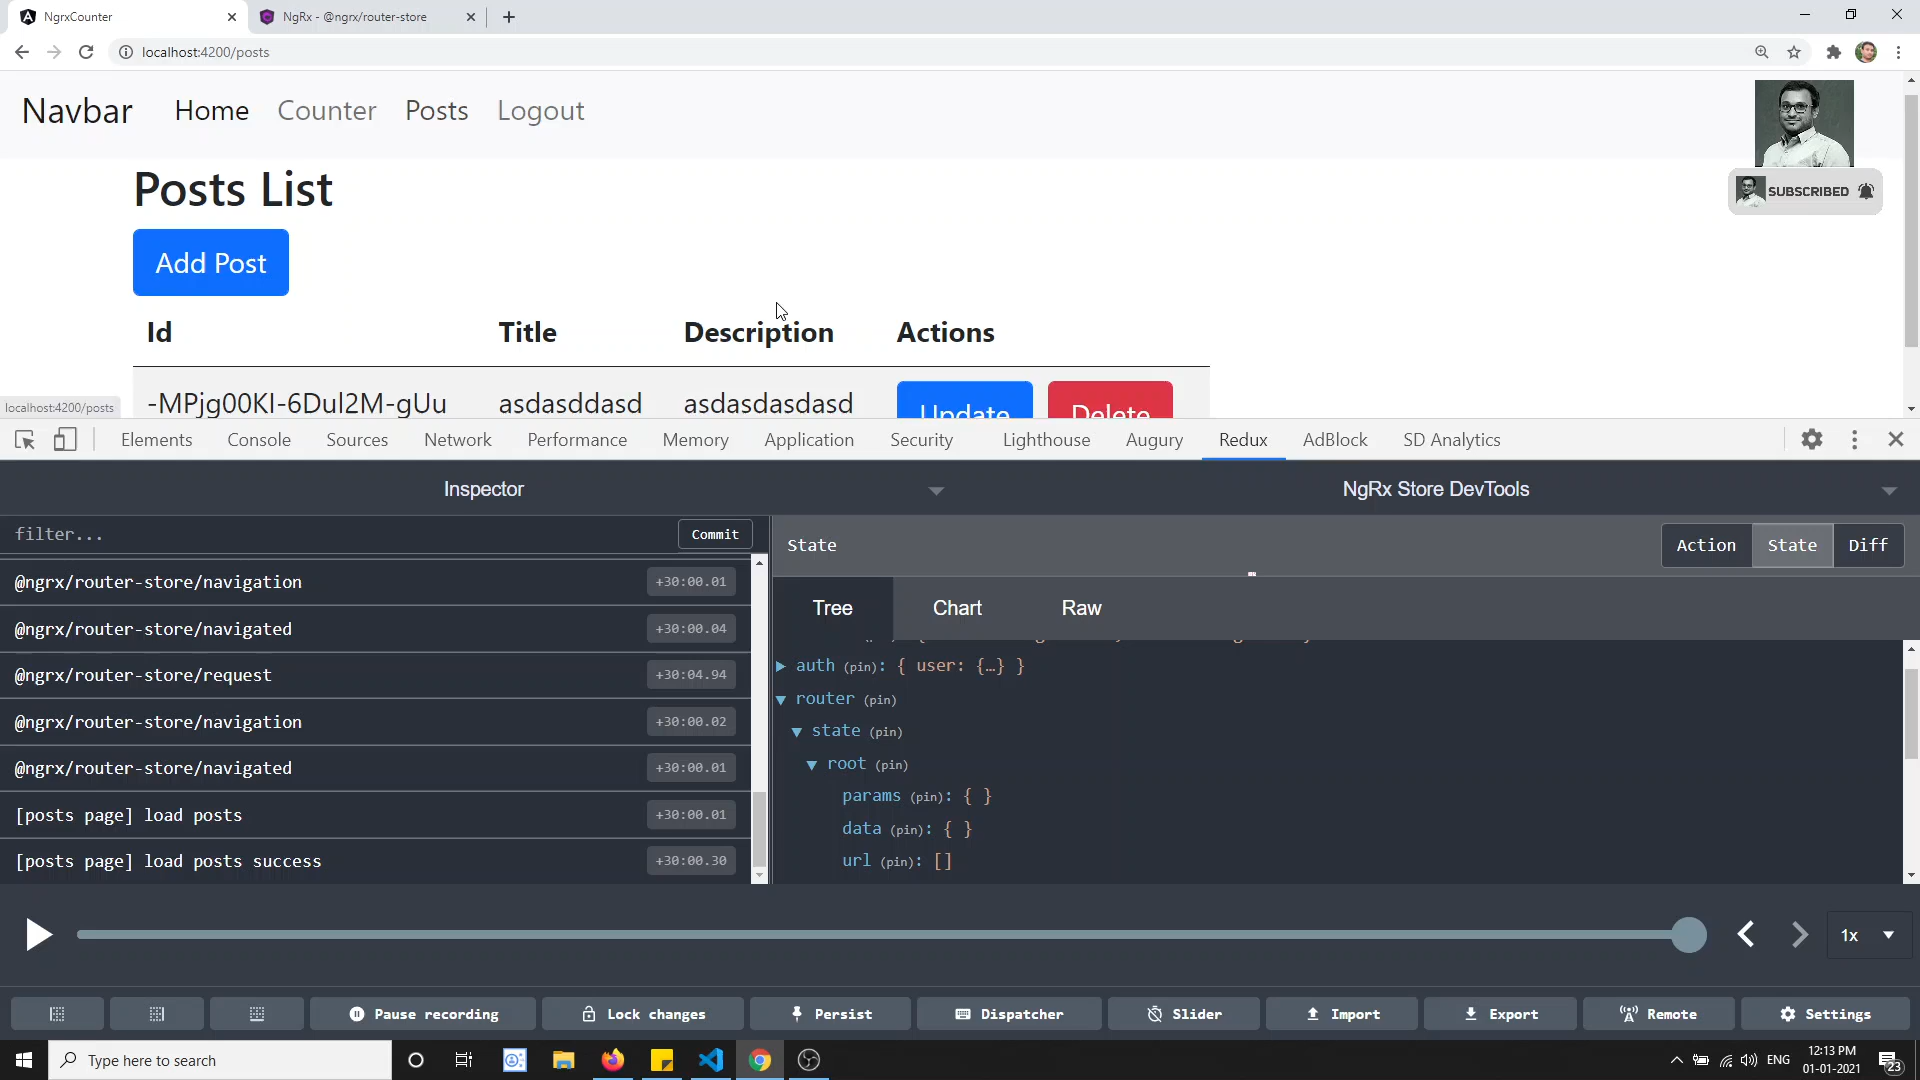 NgrxCounter
NgRx - @ngrx/router-store
localhost:4200/posts
Navbar Home Counter Posts Logout
SUBSCRIBED
Posts List
Add Post
Id Title Description Actions
-MPjg00KI-6Dul2M-gUu asdasddasd asdasdasdasd Update Delete
localhost:4200/posts
Elements Console Sources Network Performance Memory Application Security Lighthouse Augury Redux AdBlock SD Analytics
Inspector NgRx Store DevTools
filter... Commit
State Action State Diff
@ngrx/router-store/navigation +30:00.01
@ngrx/router-store/navigated +30:00.04
@ngrx/router-store/request +30:04.94
@ngrx/router-store/navigation +30:00.02
@ngrx/router-store/navigated +30:00.01
[posts page] load posts +30:00.01
[posts page] load posts success +30:00.30
Tree Chart Raw
auth (pin): { user: {…} }
router (pin)
state (pin)
root (pin)
params (pin): { }
data (pin): { }
url (pin): []
1x
Pause recording Lock changes Persist Dispatcher Slider Import Export Remote Settings
Type here to search
ENG
12:13 PM
01-01-2021
23